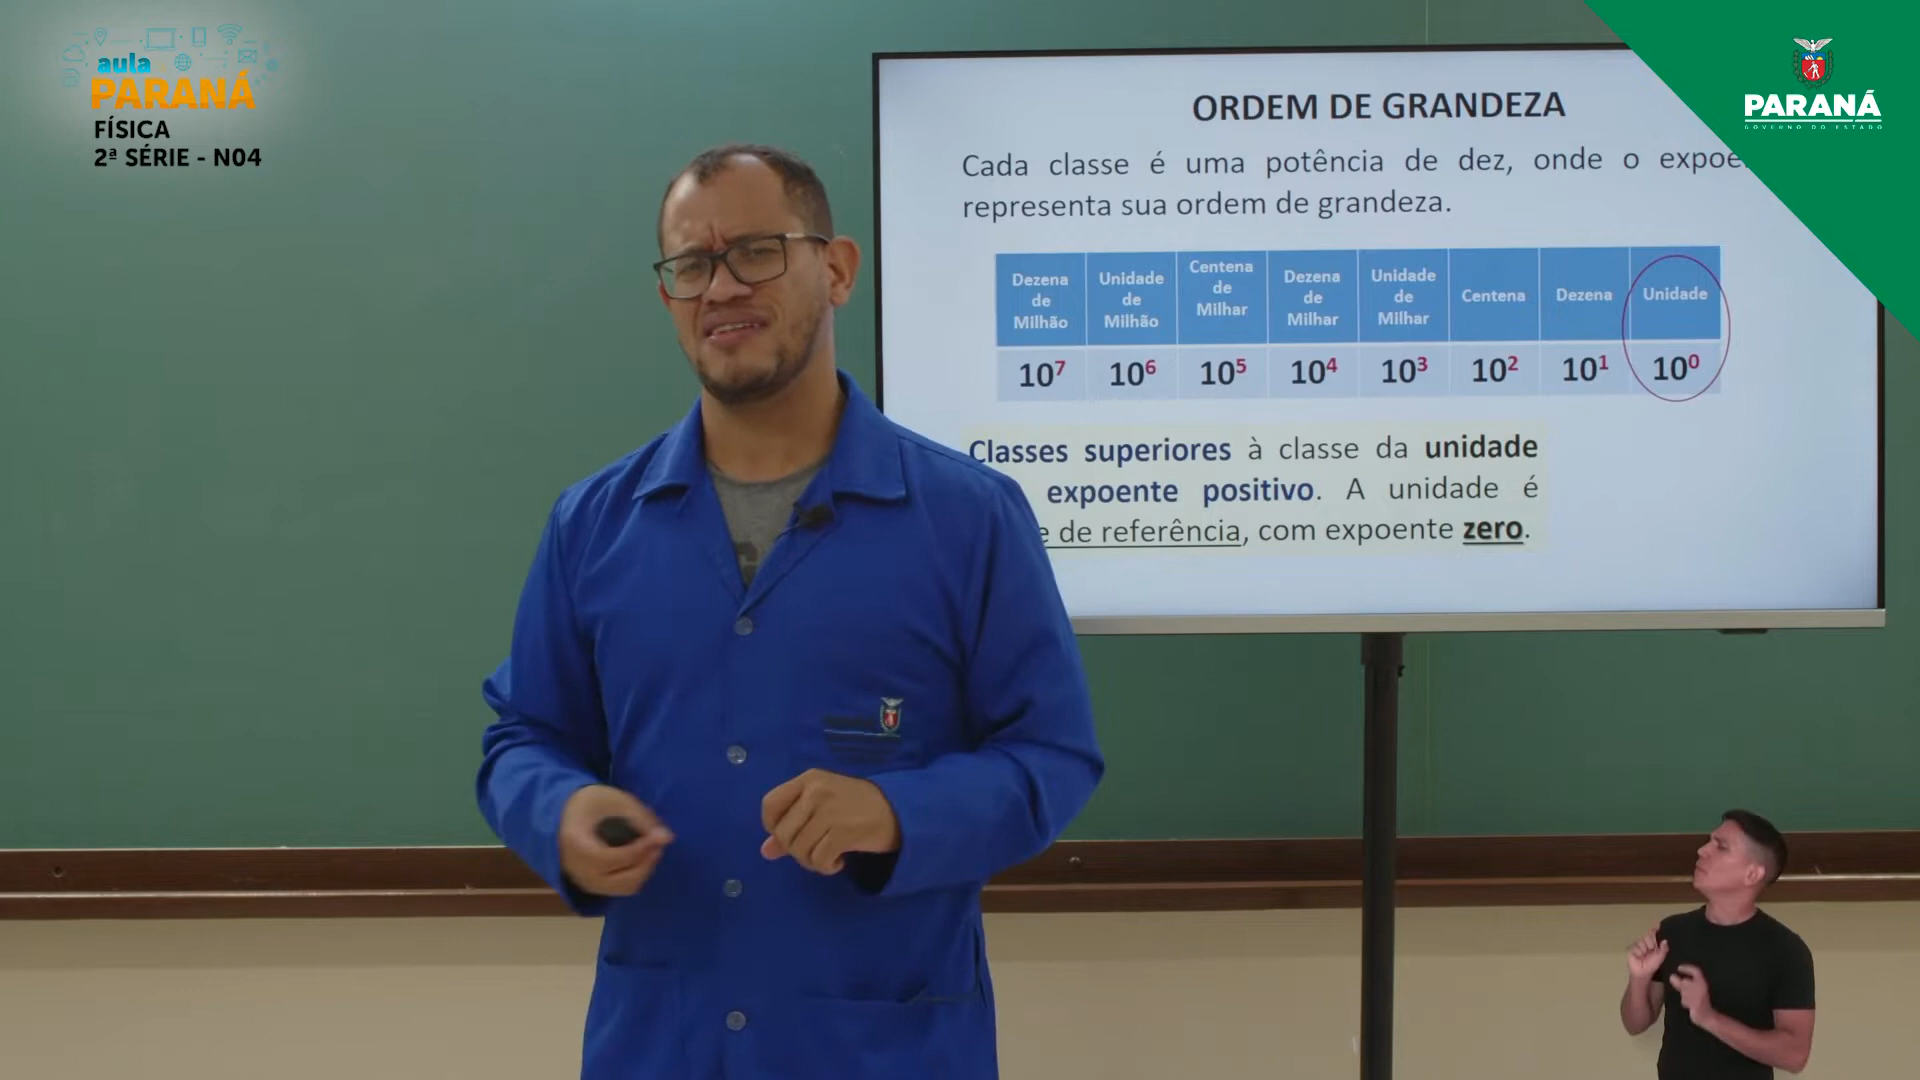 aula
PARANÁ
FÍSICA
2ª SÉRIE - N04
PARANÁ
GOVERNO DO ESTADO
ORDEM DE GRANDEZA
Cada classe é uma potência de dez, onde o
representa sua ordem de grandeza.
Dezena de Milhão
Unidade de Milhão
Centena de Milhar
Dezena de Milhar
Unidade de Milhar
Centena
Dezena
Unidade
10⁷ 10⁶ 10⁵ 10⁴ 10³ 10² 10¹ 10⁰
Classes superiores à classe da unidade
expoente positivo. A unidade é
de referência, com expoente zero.